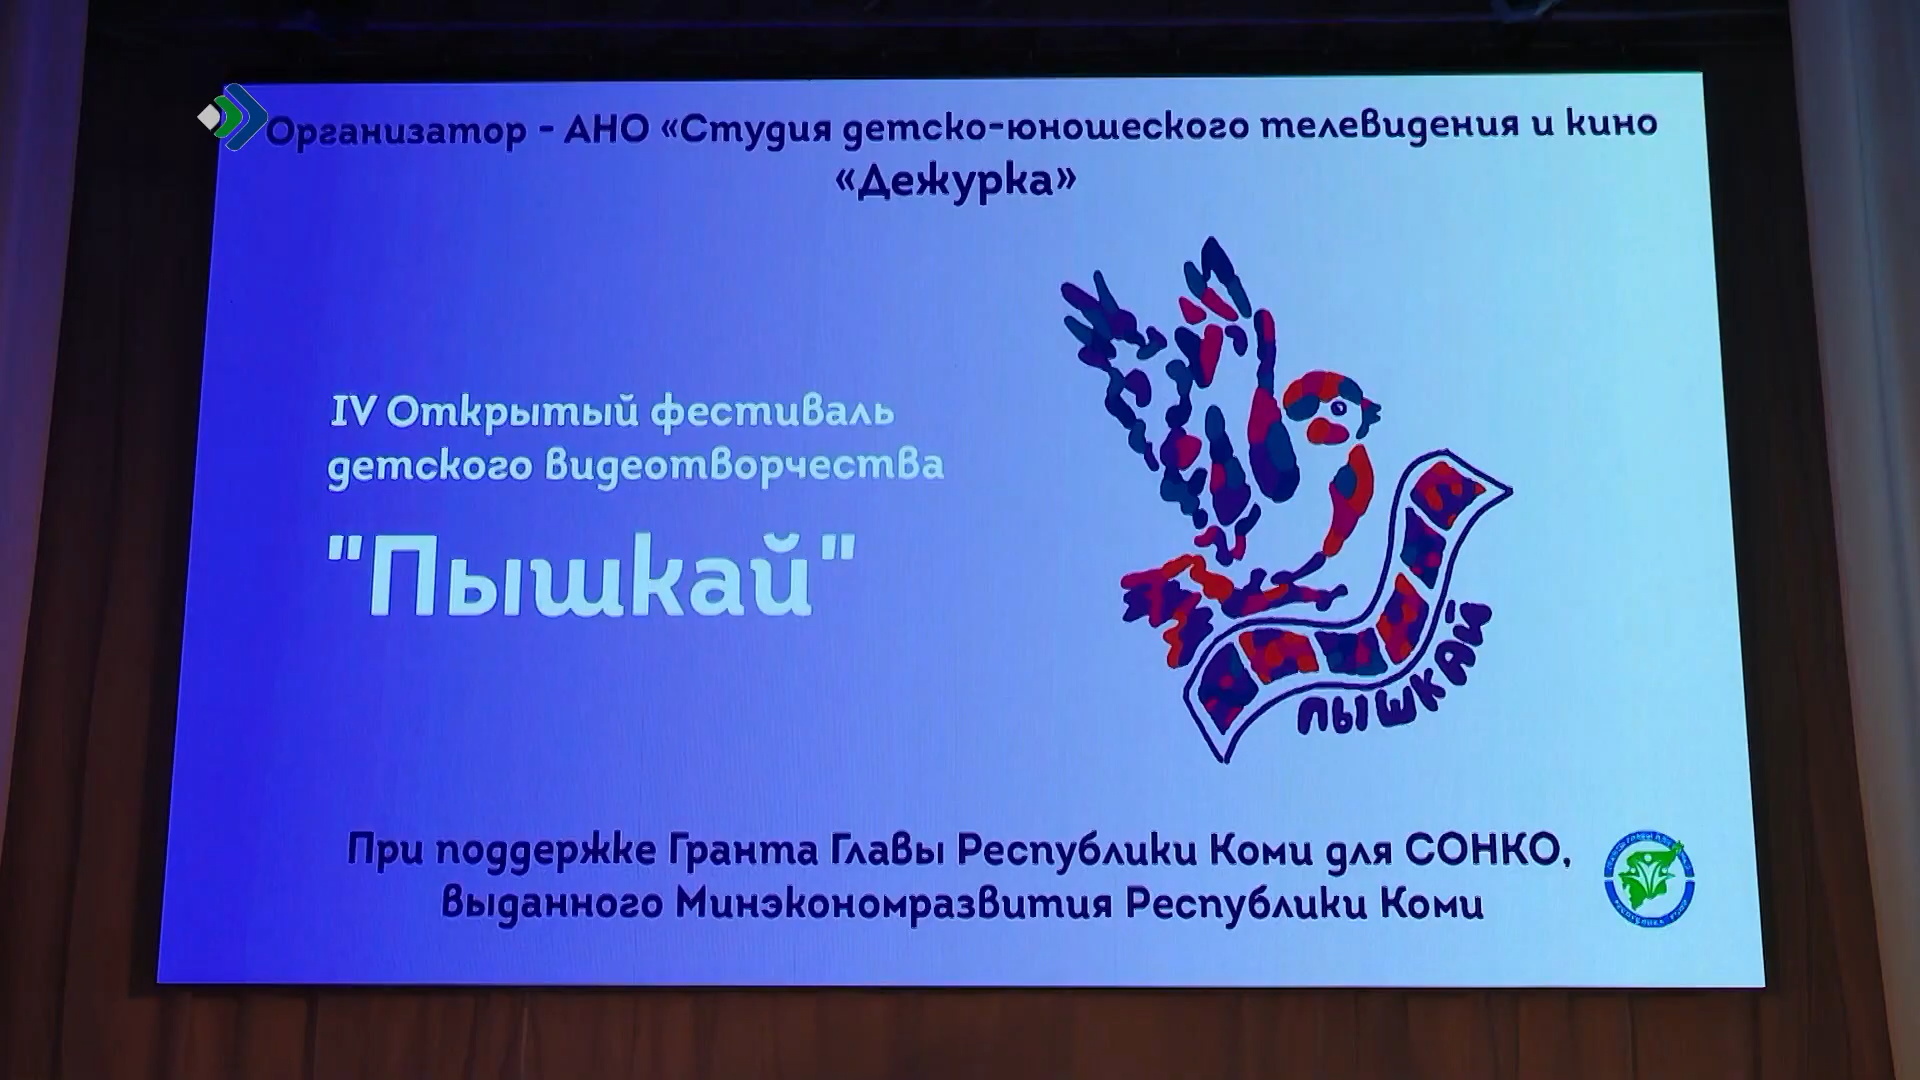 Организатор - АНО «Студия детско-юношеского телевидения и кино
«Дежурка»
IV Открытый фестиваль
детского видеотворчества
"Пышкай"
ПЫШКАЙ
При поддержке Гранта Главы Республики Коми для СОНКО,
выданного Минэкономразвития Республики Коми